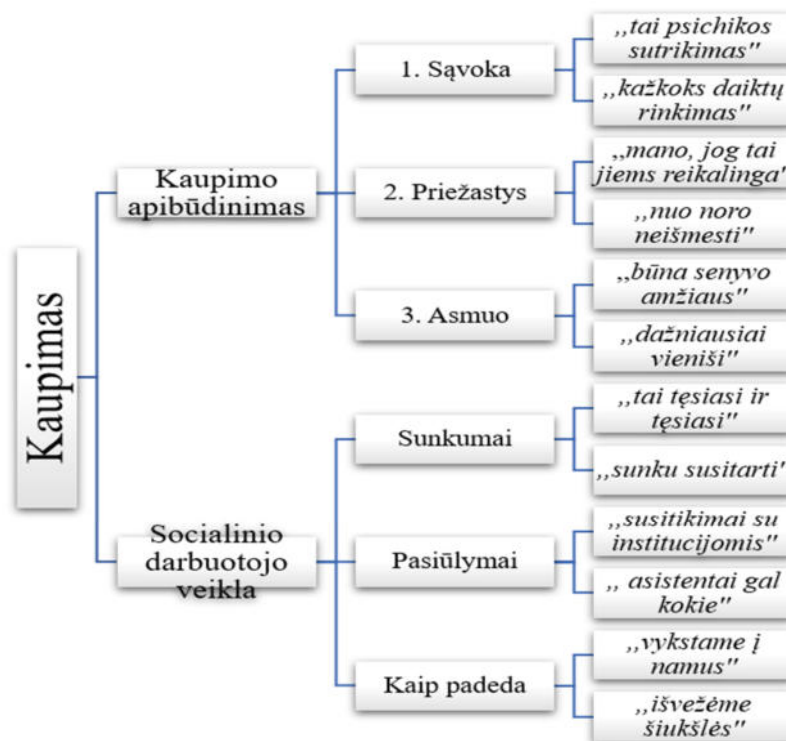 Kaupimas
Kaupimo
apibūdinimas
1. Sąvoka
,,tai psichikos
sutrikimas"
,,kažkoks daiktų
rinkimas"
2. Priežastys
,,mano, jog tai
jiems reikalinga"
,,nuo noro
neišmesti"
3. Asmuo
,,būna senyvo
amžiaus"
,,dažniausiai
vieniši"
Socialinio
darbuotojo
veikla
Sunkumai
,,tai tęsiasi ir
tęsiasi"
,,sunku susitarti"
Pasiūlymai
,,susitikimai su
institucijomis"
,, asistentai gal
kokie"
Kaip padeda
,,vykstame į
namus"
,,išvežėme
šiukšlės"